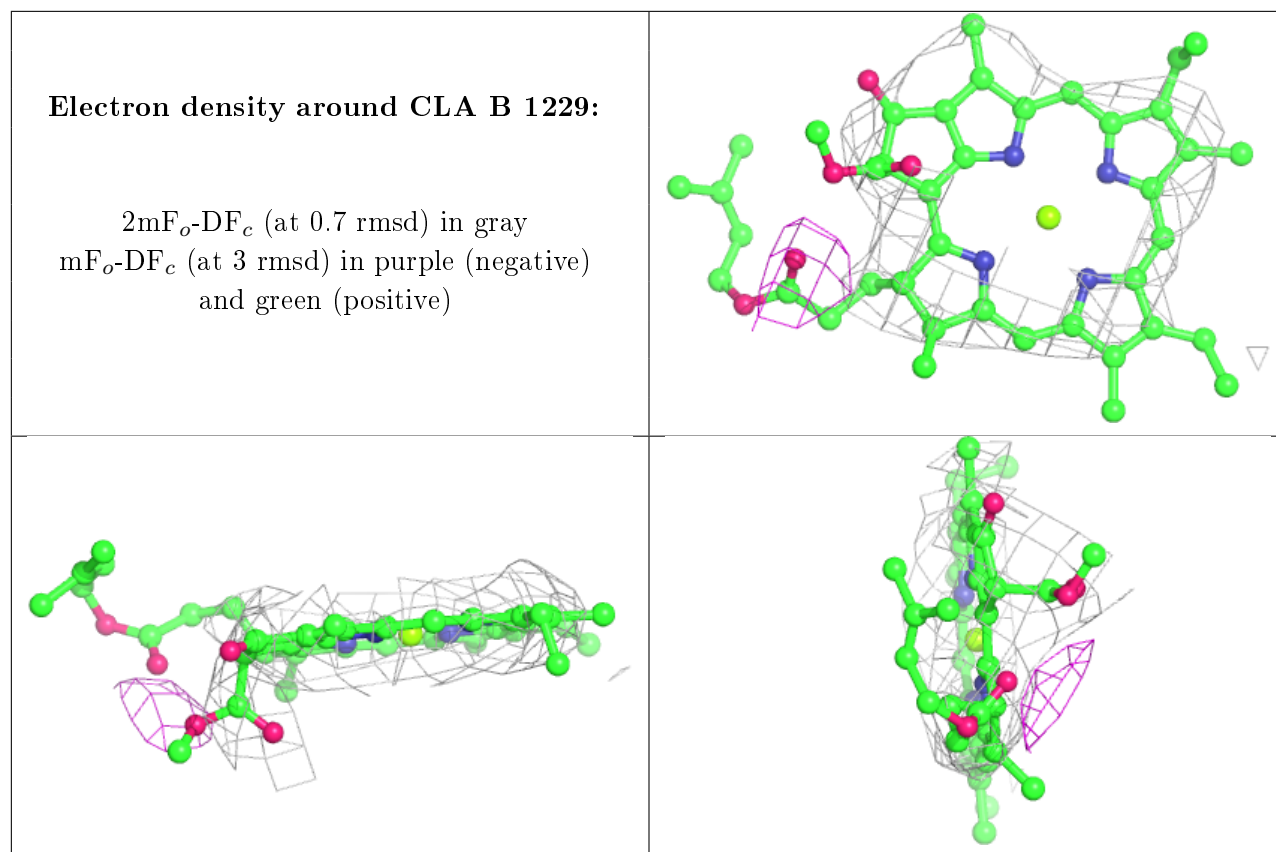 Electron density around CLA B 1229:
2mFo-DFc (at 0.7 rmsd) in gray
mFo-DFc (at 3 rmsd) in purple (negative)
and green (positive)